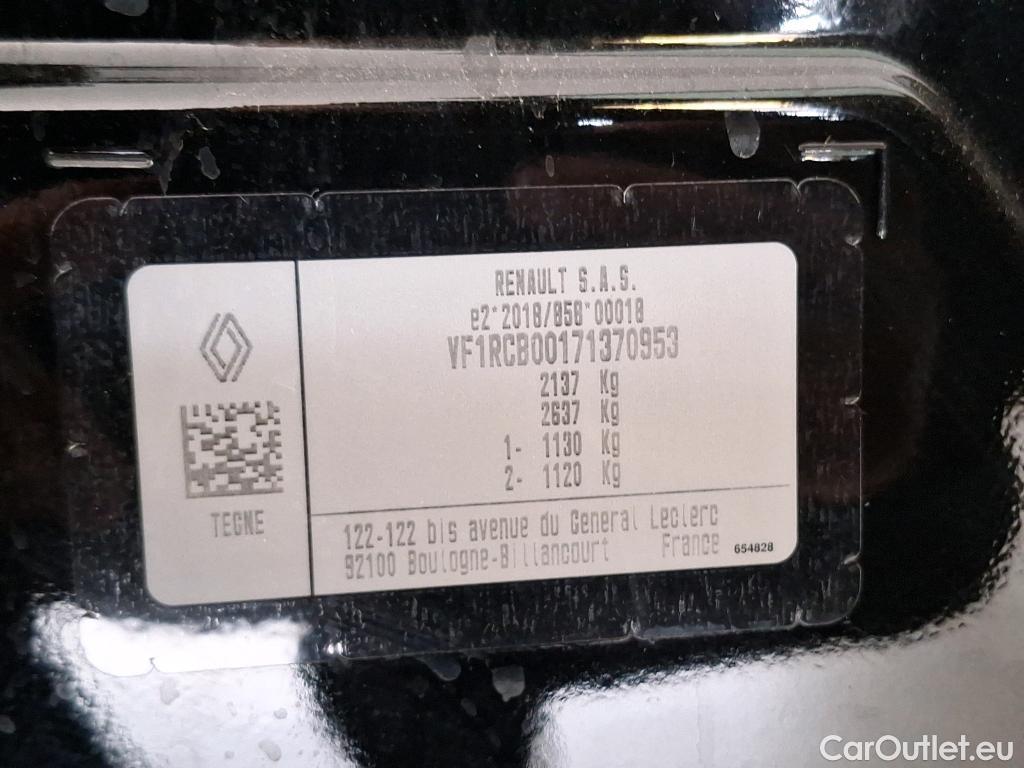 RENAULT S.A.S.
e2*2018/858*00018
VF1RCB00171370953
2137 Kg
2637 Kg
1- 1130 Kg
2- 1120 Kg
TEGNE
122-122 bis avenue du General Leclerc
92100 Boulogne-Billancourt France
654828
CarOutlet.eu